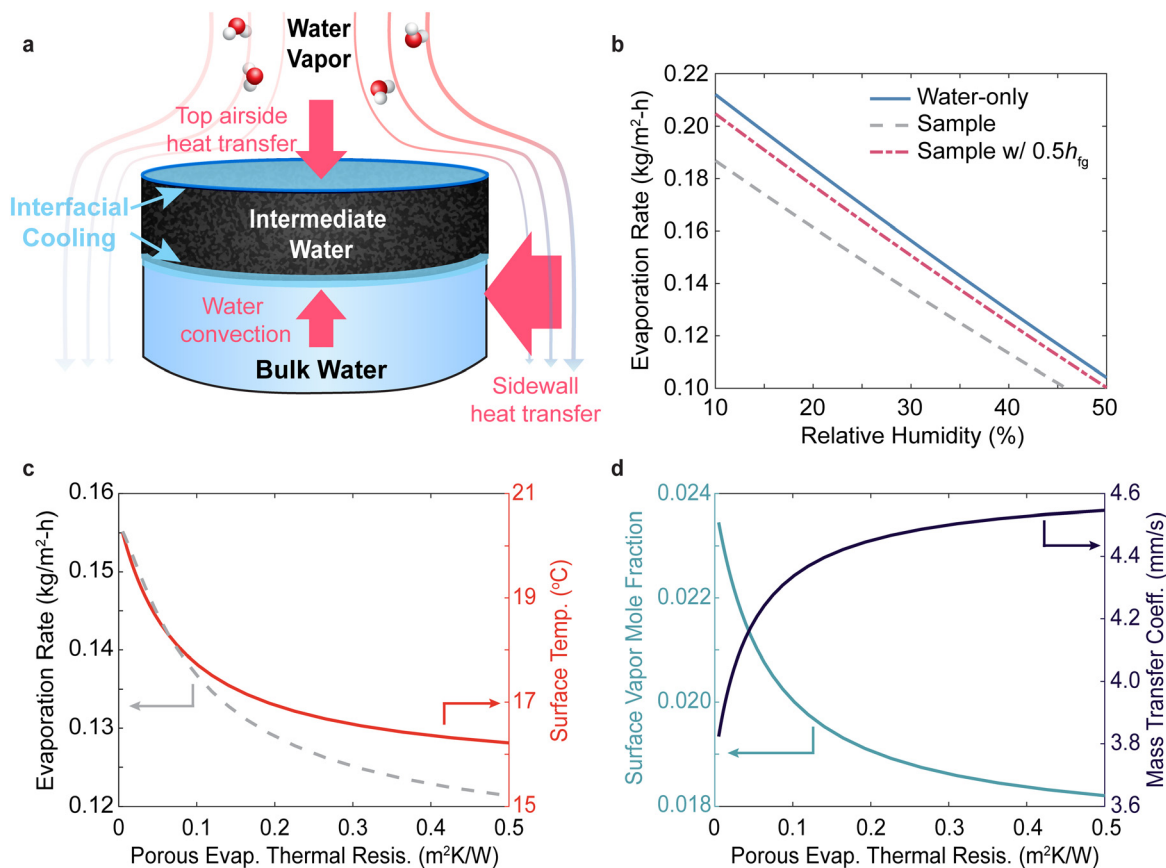 a
Water
Vapor
Top airside
heat transfer
Interfacial
Cooling
Intermediate
Water
Water
convection
Bulk Water
Sidewall
heat transfer
b
Evaporation Rate (kg/m²-h)
0.22
0.20
0.18
0.16
0.14
0.12
0.10
Water-only
Sample
Sample w/ 0.5hfg
10
20
30
40
50
Relative Humidity (%)
c
Evaporation Rate (kg/m²-h)
0.16
0.15
0.14
0.13
0.12
21
19
17
15
Surface Temp. (ºC)
0
0.1
0.2
0.3
0.4
0.5
Porous Evap. Thermal Resis. (m²K/W)
d
Surface Vapor Mole Fraction
0.024
0.022
0.020
0.018
4.6
4.4
4.2
4.0
3.8
3.6
Mass Transfer Coeff. (mm/s)
0
0.1
0.2
0.3
0.4
0.5
Porous Evap. Thermal Resis. (m²K/W)